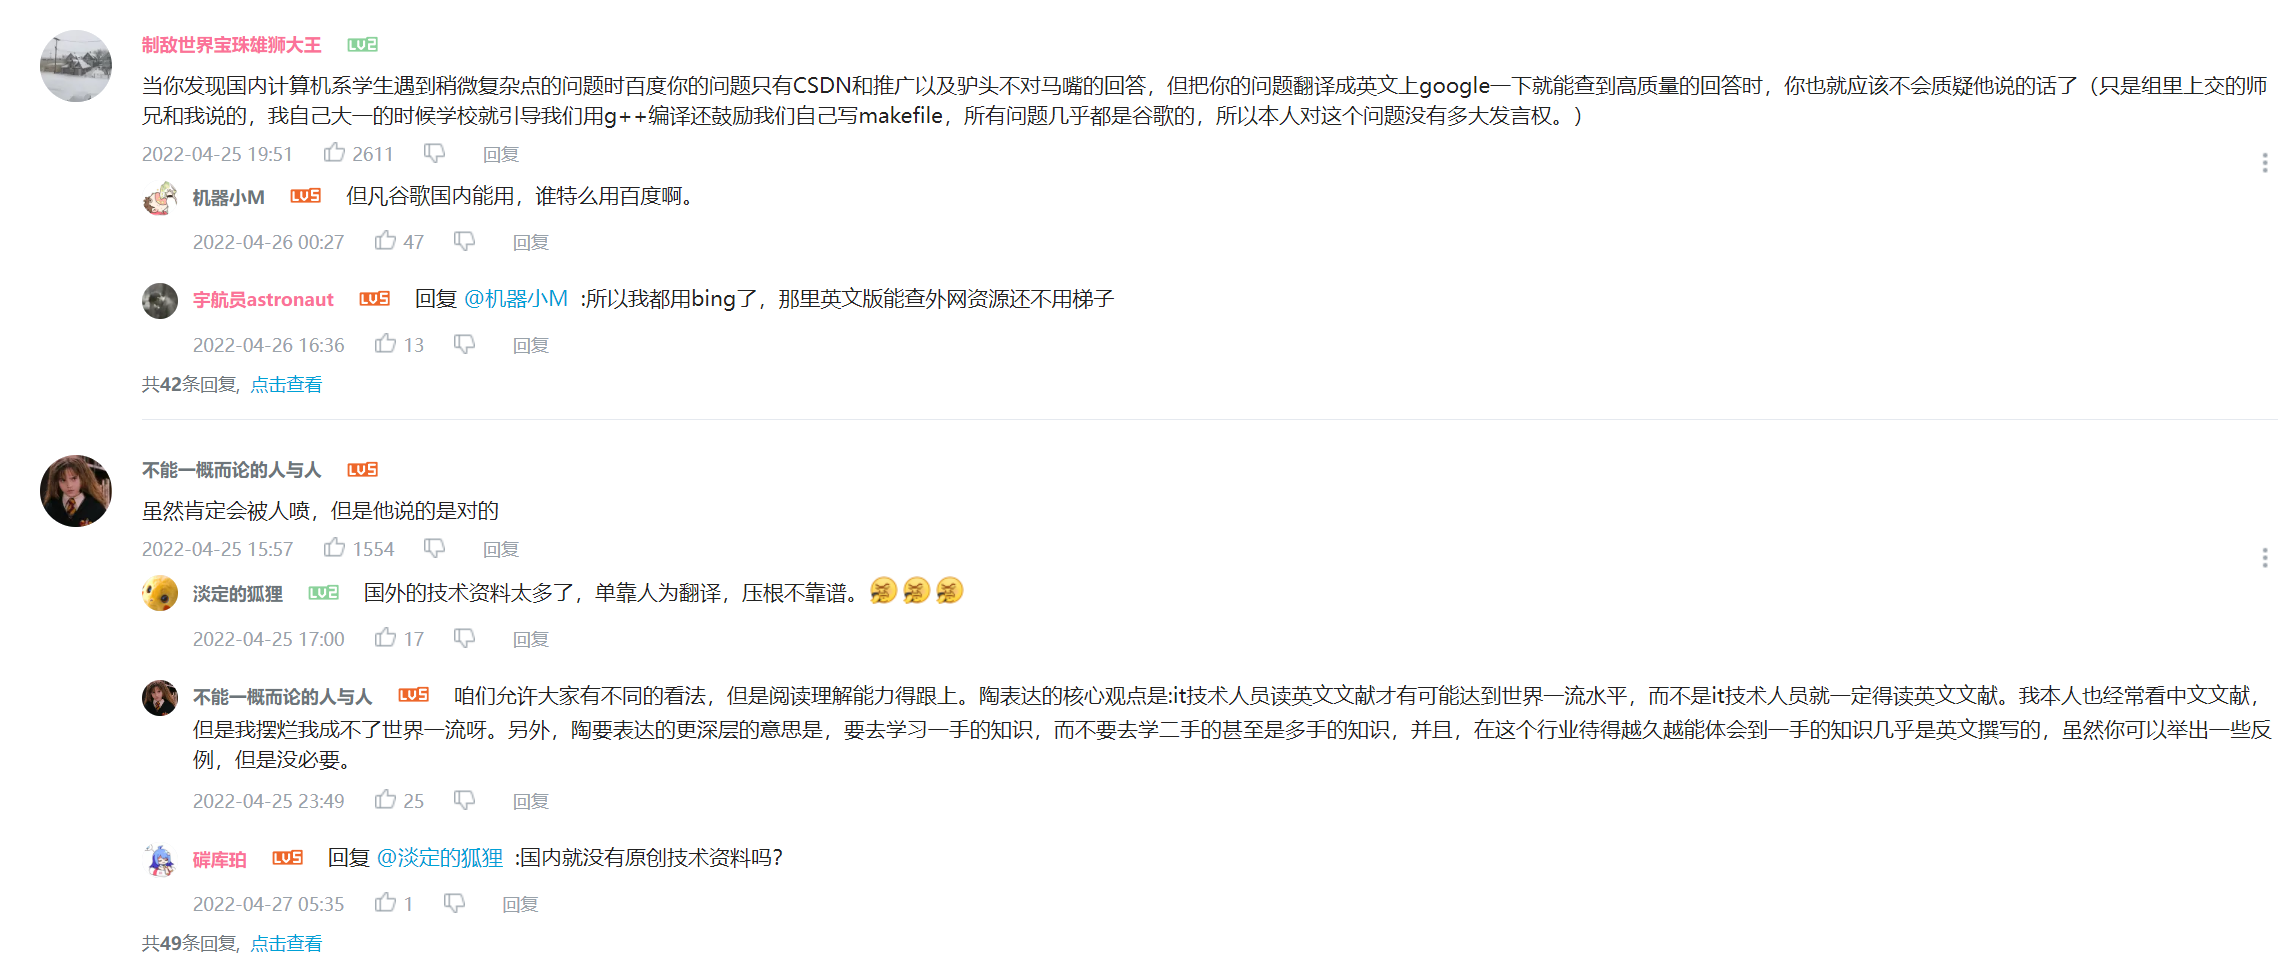 制敌世界宝珠雄狮大王 LV2
当你发现国内计算机系学生遇到稍微复杂点的问题时百度你的问题只有CSDN和推广以及驴头不对马嘴的回答，但把你的问题翻译成英文上google一下就能查到高质量的回答时，你也就应该不会质疑他说的话了（只是组里上交的师
兄和我说的，我自己大一的时候学校就引导我们用g++编译还鼓励我们自己写makefile，所有问题几乎都是谷歌的，所以本人对这个问题没有多大发言权。）
2022-04-25 19:51 2611 回复
机器小M LV5 但凡谷歌国内能用，谁特么用百度啊。
2022-04-26 00:27 47 回复
宇航员astronaut LV5 回复 @机器小M :所以我都用bing了，那里英文版能查外网资源还不用梯子
2022-04-26 16:36 13 回复
共42条回复, 点击查看
不能一概而论的人与人 LV5
虽然肯定会被人喷，但是他说的是对的
2022-04-25 15:57 1554 回复
淡定的狐狸 LV2 国外的技术资料太多了，单靠人为翻译，压根不靠谱。
2022-04-25 17:00 17 回复
不能一概而论的人与人 LV5 咱们允许大家有不同的看法，但是阅读理解能力得跟上。陶表达的核心观点是:it技术人员读英文文献才有可能达到世界一流水平，而不是it技术人员就一定得读英文文献。我本人也经常看中文文献，
但是我摆烂我成不了世界一流呀。另外，陶要表达的更深层的意思是，要去学习一手的知识，而不要去学二手的甚至是多手的知识，并且，在这个行业待得越久越能体会到一手的知识几乎是英文撰写的，虽然你可以举出一些反
例，但是没必要。
2022-04-25 23:49 25 回复
碀库珀 LV5 回复 @淡定的狐狸 :国内就没有原创技术资料吗？
2022-04-27 05:35 1 回复
共49条回复, 点击查看